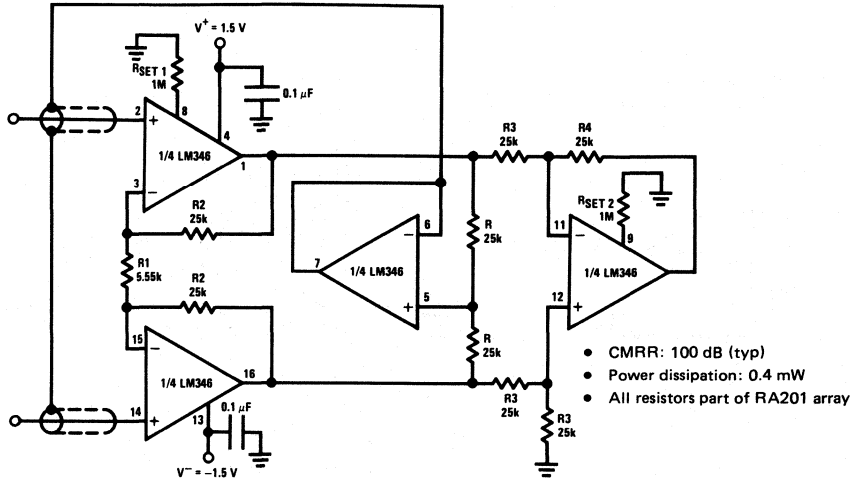 V+ = 1.5 V
RSET 1
1M
8
0.1 µF
2
+
4
1/4 LM346
1
3
−
R2
25k
R1
5.55k
R2
25k
15
−
1/4 LM346
16
14
+
13
0.1 µF
V− = −1.5 V
6
−
7
1/4 LM346
5
+
R
25k
R
25k
R3
25k
R4
25k
RSET 2
1M
9
11
−
1/4 LM346
12
+
R3
25k
R3
25k
● CMRR: 100 dB (typ)
● Power dissipation: 0.4 mW
● All resistors part of RA201 array